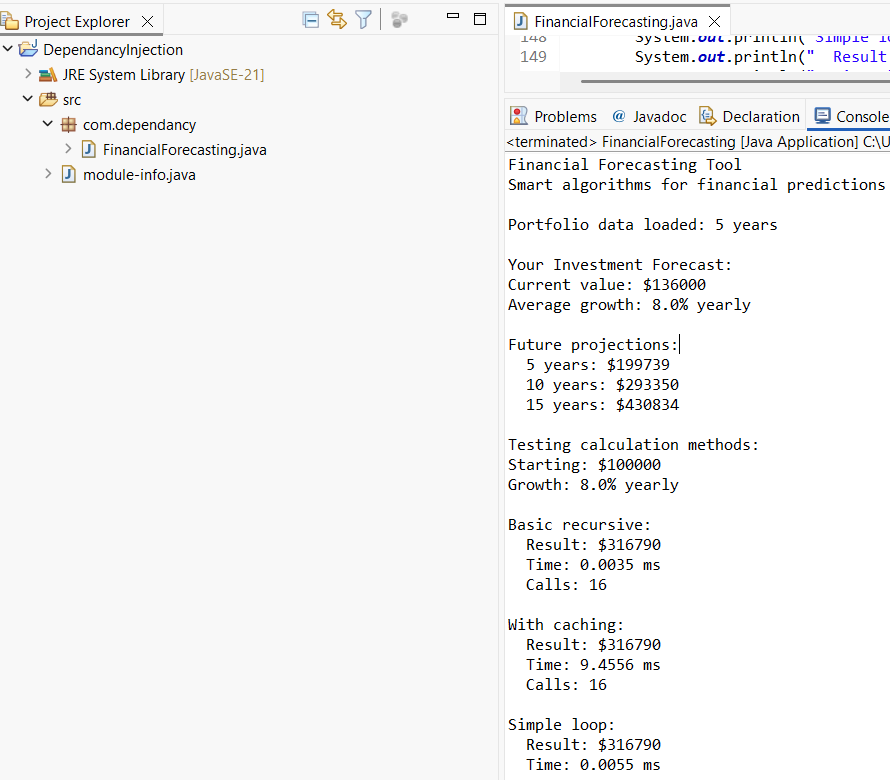 Project Explorer
DependancyInjection
JRE System Library [JavaSE-21]
src
com.dependancy
FinancialForecasting.java
module-info.java
FinancialForecasting.java
148 System.out.println("Simple lo
149 System.out.println("  Result
Problems @ Javadoc Declaration Console
<terminated> FinancialForecasting [Java Application] C:\U
Financial Forecasting Tool
Smart algorithms for financial predictions
Portfolio data loaded: 5 years
Your Investment Forecast:
Current value: $136000
Average growth: 8.0% yearly
Future projections:
5 years: $199739
10 years: $293350
15 years: $430834
Testing calculation methods:
Starting: $100000
Growth: 8.0% yearly
Basic recursive:
Result: $316790
Time: 0.0035 ms
Calls: 16
With caching:
Result: $316790
Time: 9.4556 ms
Calls: 16
Simple loop:
Result: $316790
Time: 0.0055 ms